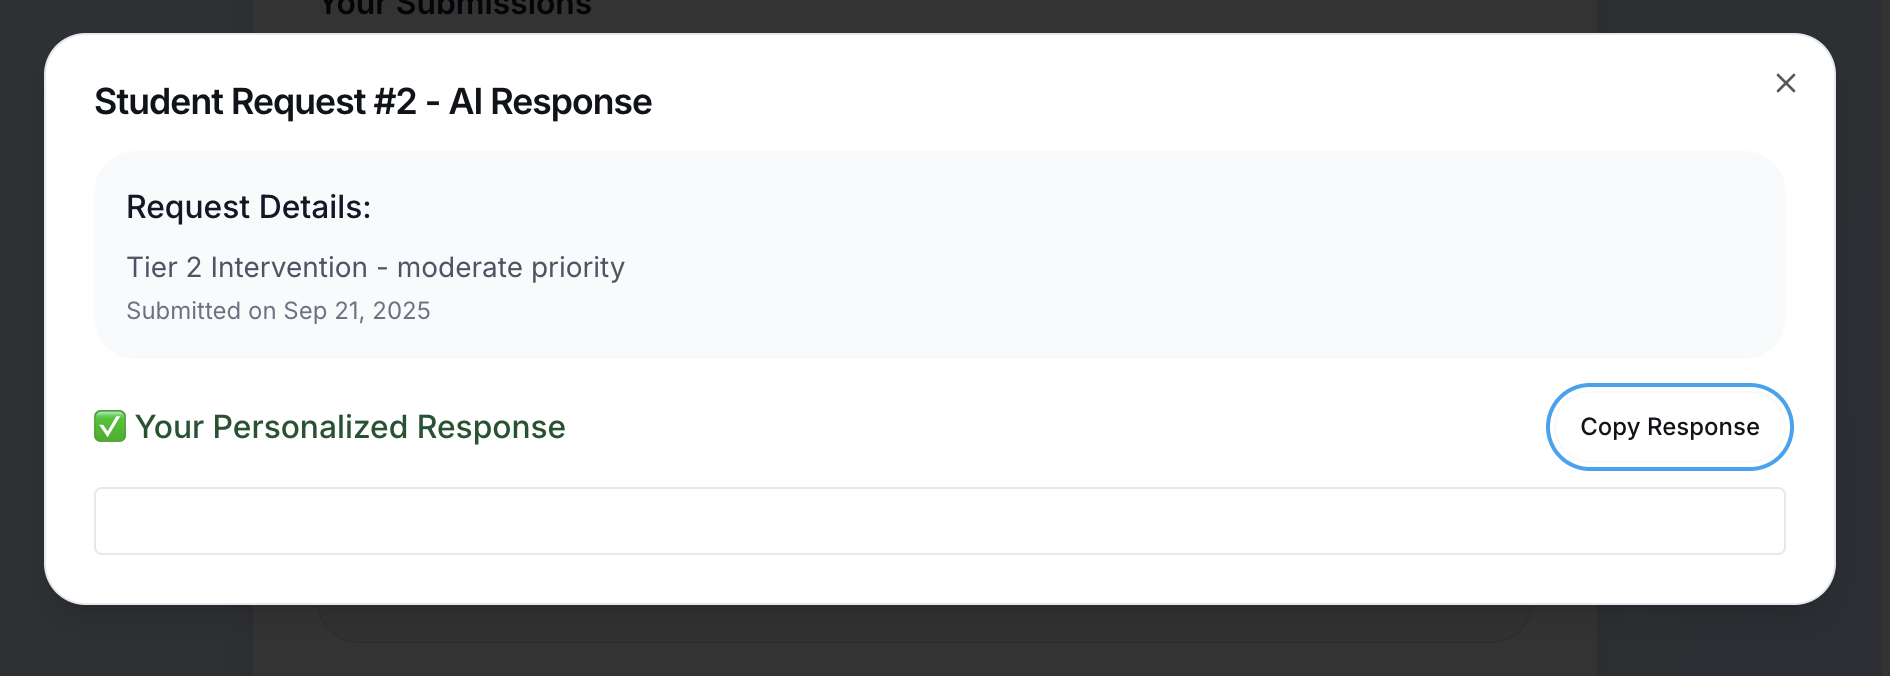 Your Submissions
Student Request #2 - AI Response
Request Details:
Tier 2 Intervention - moderate priority
Submitted on Sep 21, 2025
✅ Your Personalized Response
Copy Response